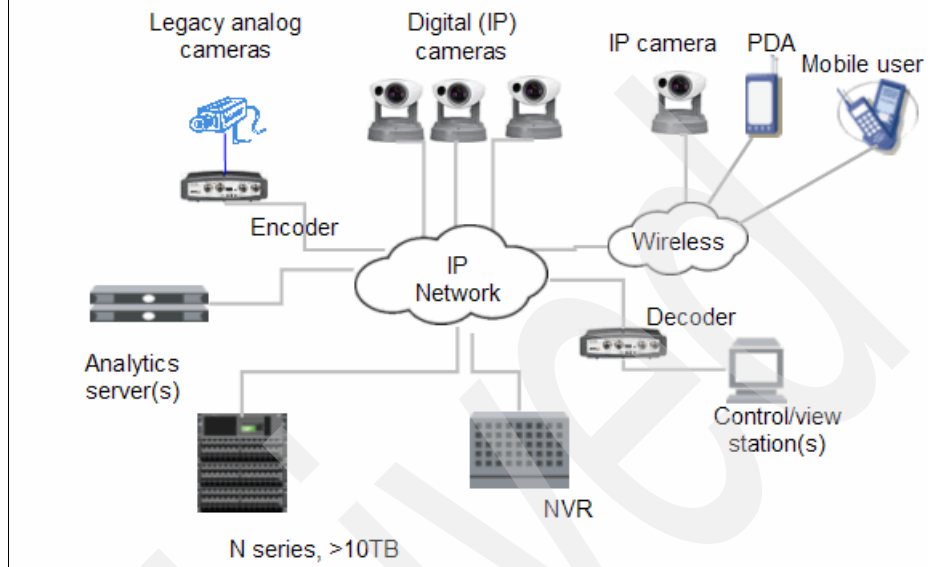 Legacy analog
cameras
Digital (IP)
cameras
IP camera
PDA
Mobile user
Encoder
IP
Network
Wireless
Analytics
server(s)
Decoder
Control/view
station(s)
NVR
N series, >10TB